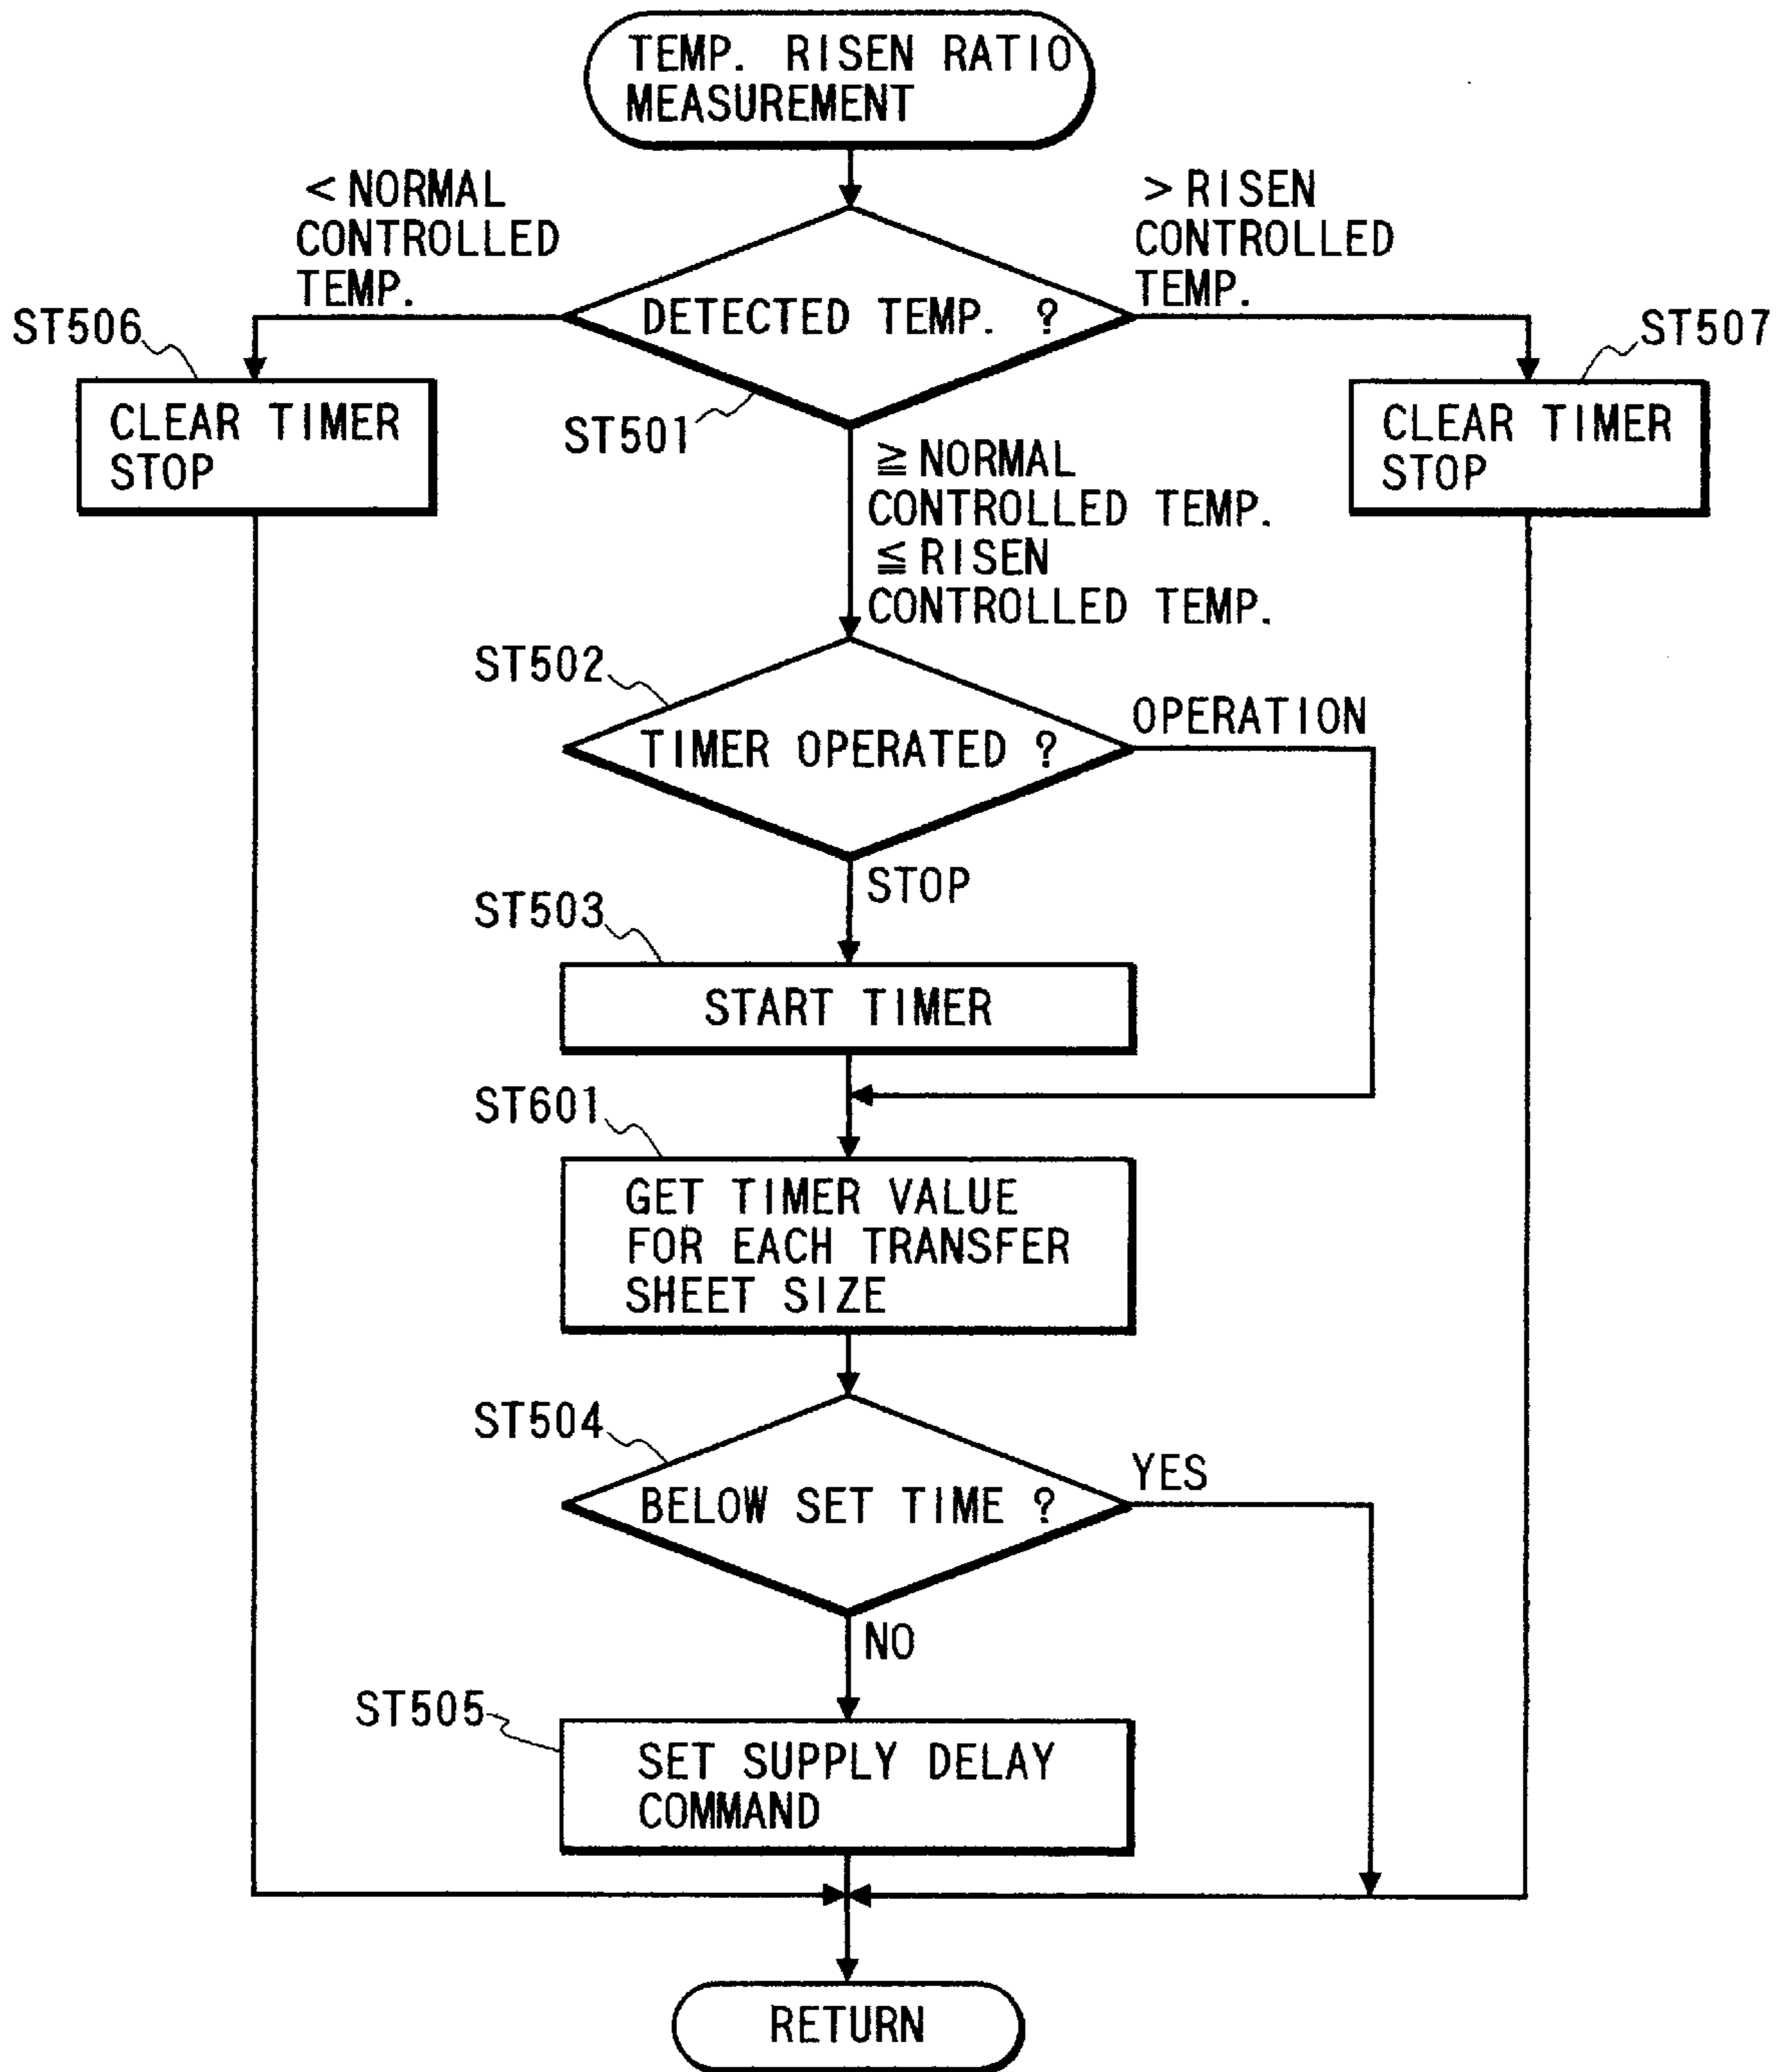 TEMP. RISEN RATIO
MEASUREMENT
< NORMAL
CONTROLLED
TEMP.
> RISEN
CONTROLLED
TEMP.
DETECTED TEMP. ?
ST501
ST506
CLEAR TIMER
STOP
ST507
CLEAR TIMER
STOP
≧ NORMAL
CONTROLLED TEMP.
≦ RISEN
CONTROLLED TEMP.
ST502
TIMER OPERATED ?
OPERATION
STOP
ST503
START TIMER
ST601
GET TIMER VALUE
FOR EACH TRANSFER
SHEET SIZE
ST504
BELOW SET TIME ?
YES
NO
ST505
SET SUPPLY DELAY
COMMAND
RETURN